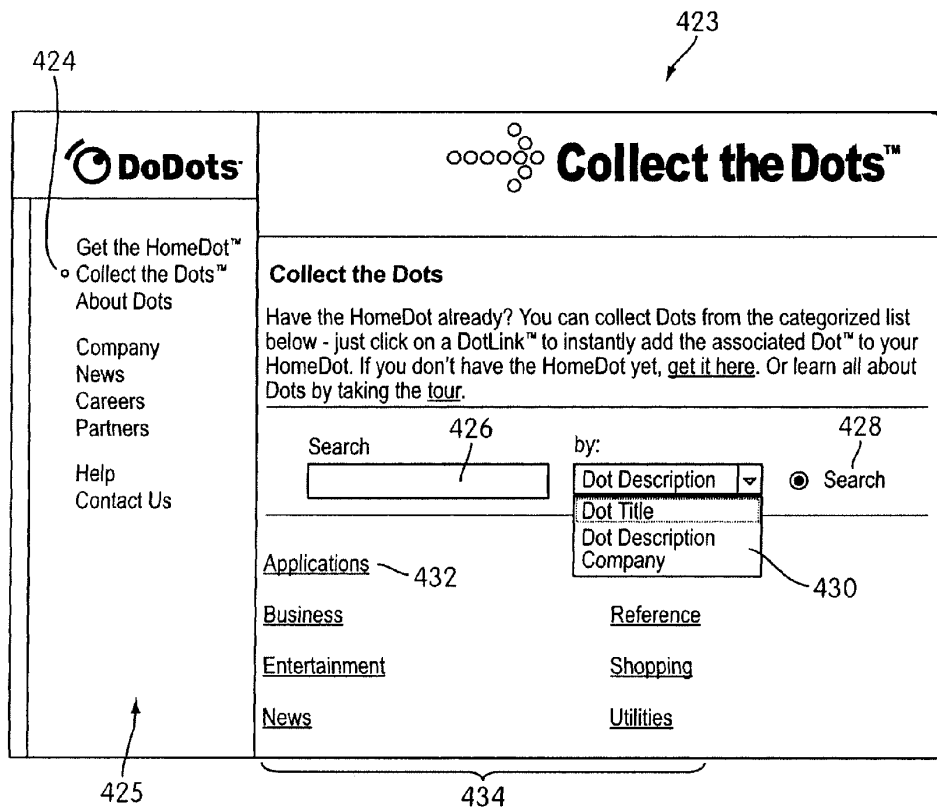 423
424
DoDots
Collect the Dots™
Get the HomeDot™
Collect the Dots™
About Dots
Company
News
Careers
Partners
Help
Contact Us
Collect the Dots
Have the HomeDot already? You can collect Dots from the categorized list
below - just click on a DotLink™ to instantly add the associated Dot™ to your
HomeDot. If you don't have the HomeDot yet, get it here. Or learn all about
Dots by taking the tour.
Search 426 by: 428
Dot Description Search
Dot Title
Dot Description
Company
430
Applications 432
Business Reference
Entertainment Shopping
News Utilities
425 434